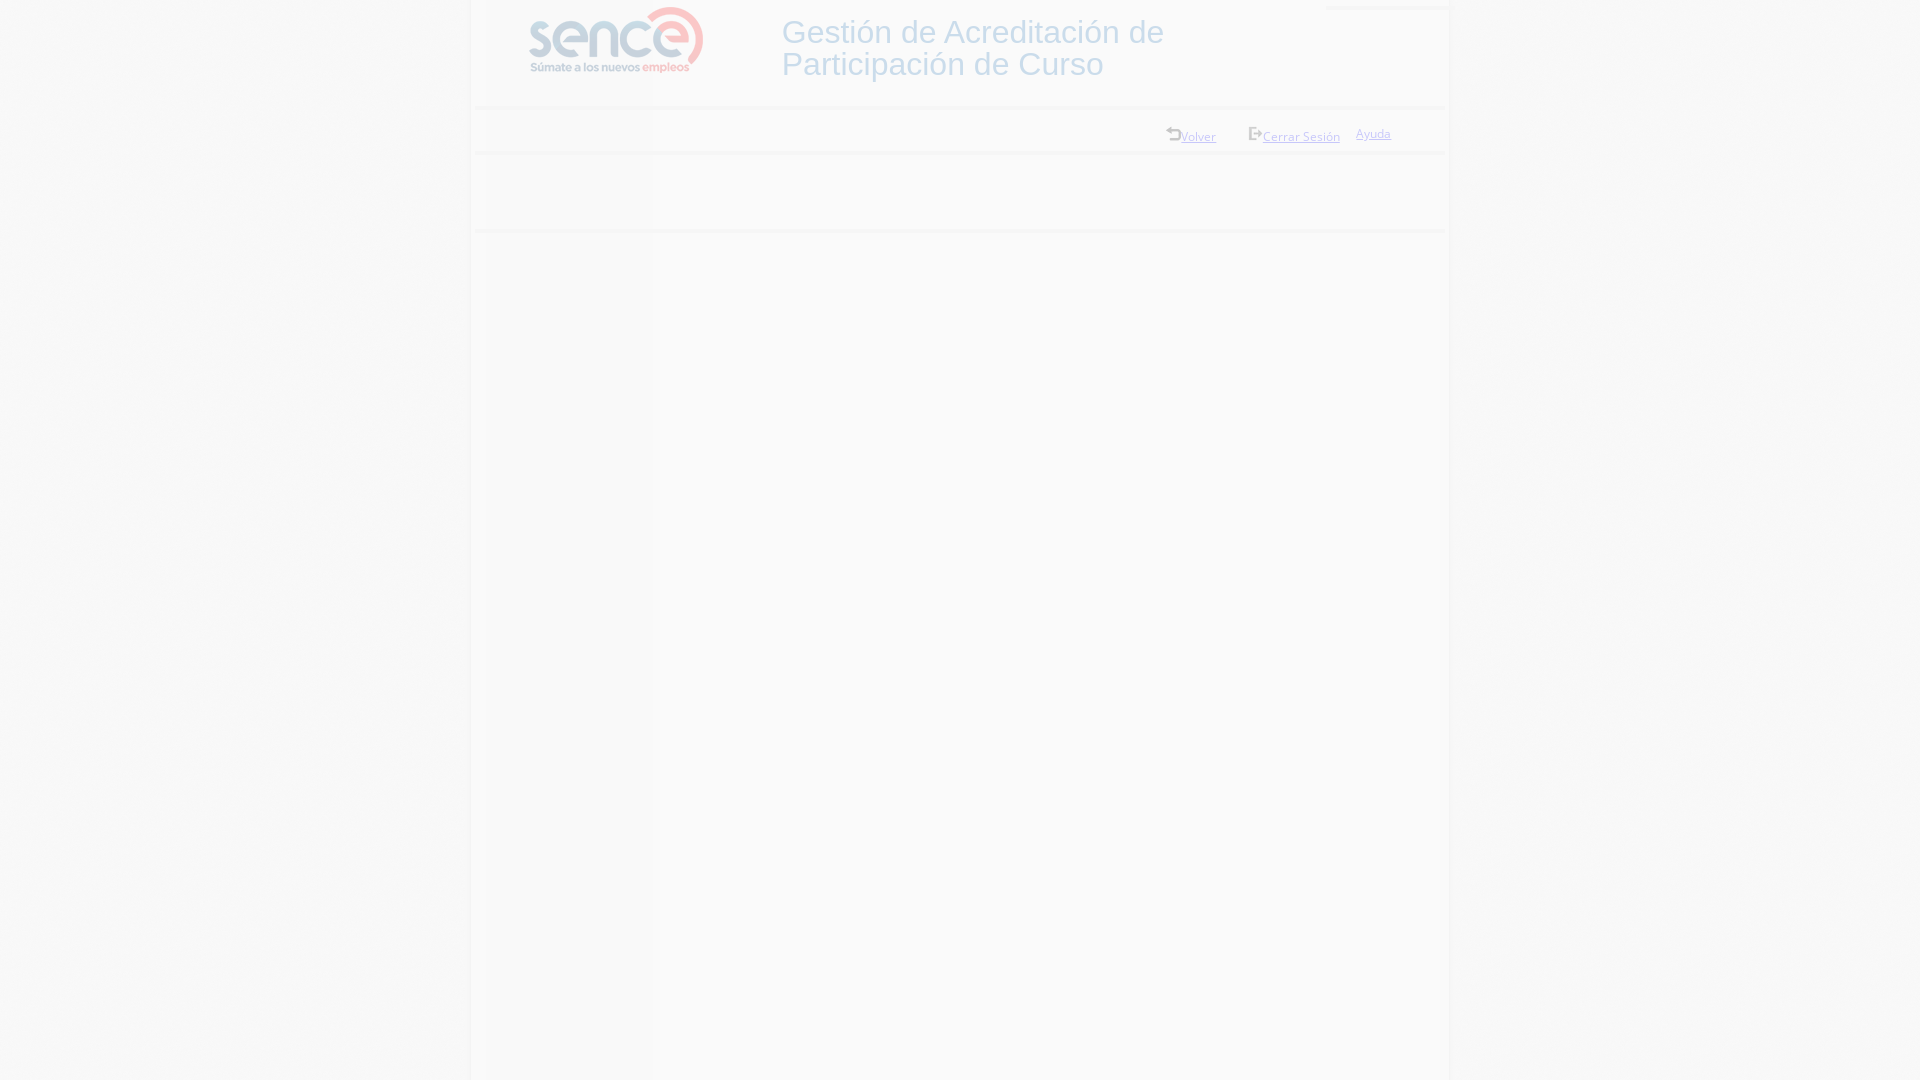 sence
Súmate a los nuevos empleos
Gestión de Acreditación de
Participación de Curso
Volver
Cerrar Sesión
Ayuda